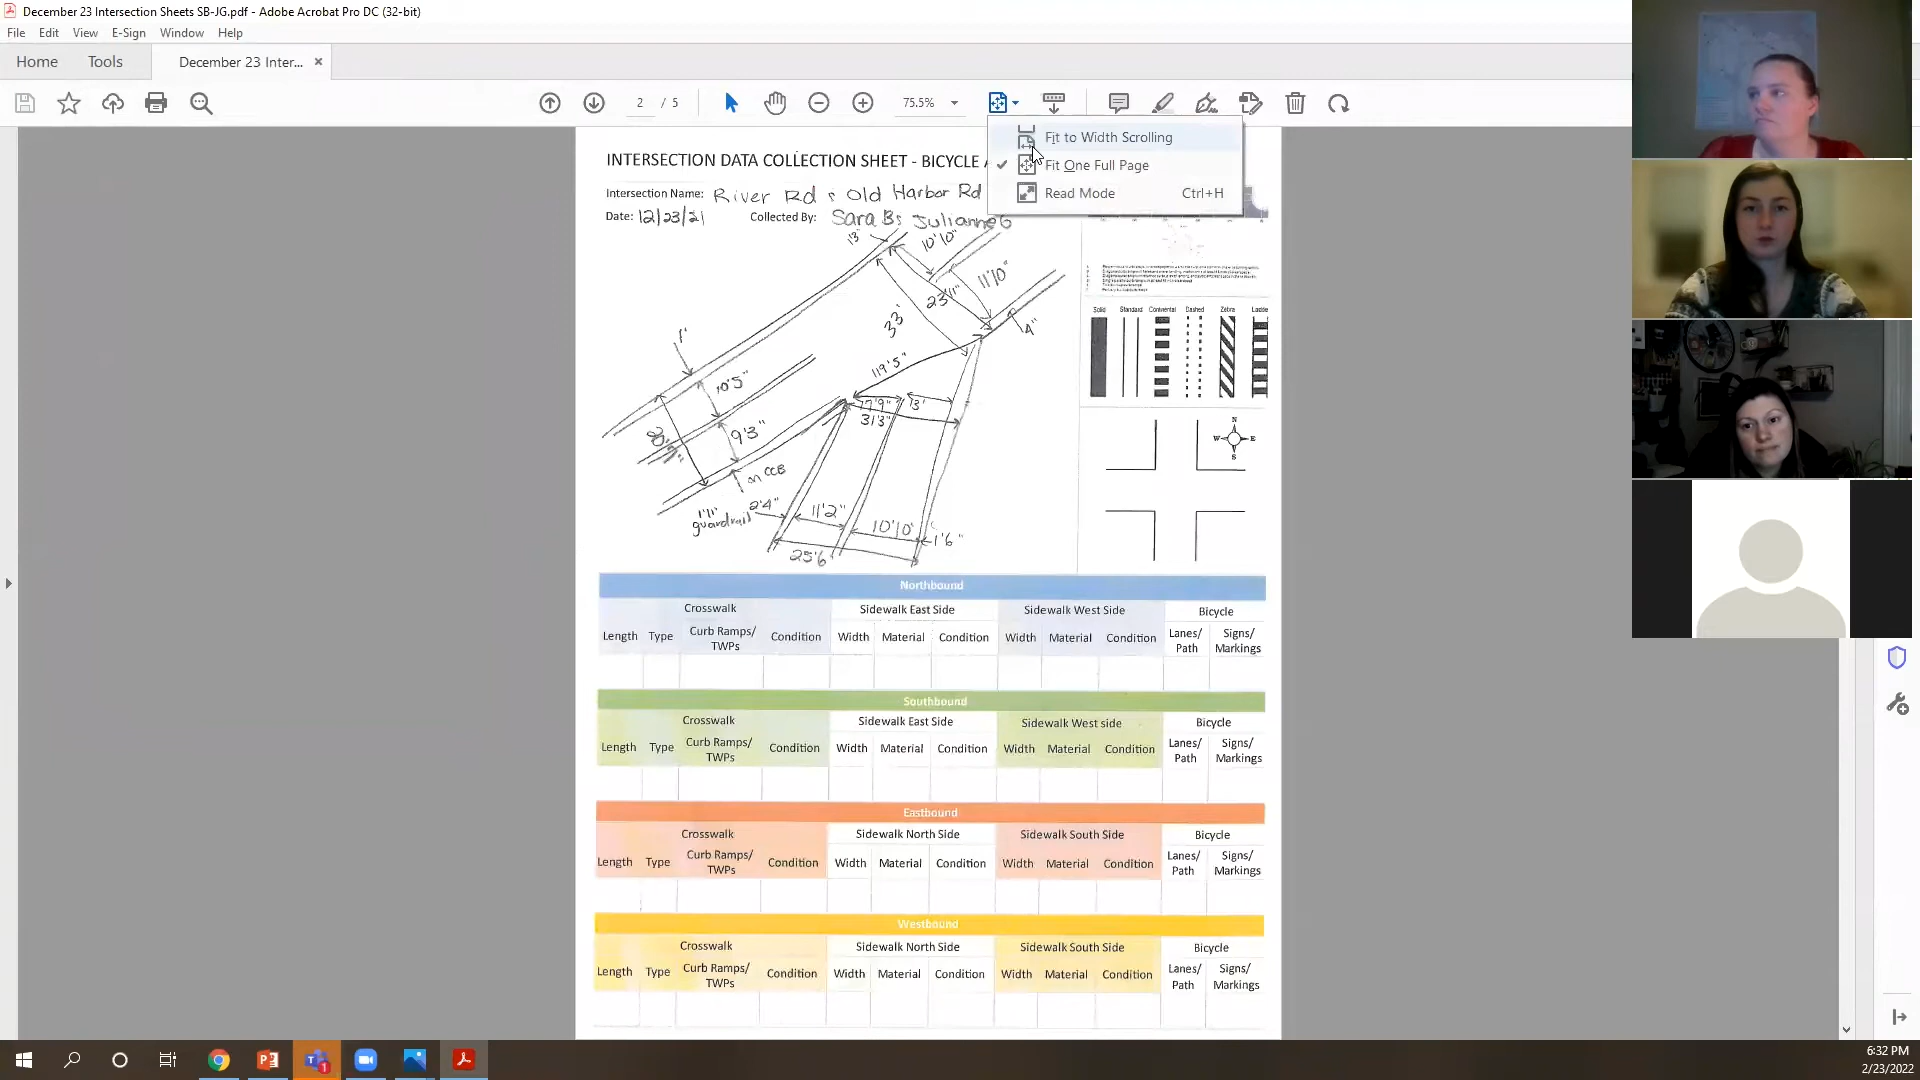 December 23 Intersection Sheets SB-JG.pdf - Adobe Acrobat Pro DC (32-bit)
File Edit View E-Sign Window Help
Home Tools December 23 Inter... ×
2 / 5 75.5%
Fit to Width Scrolling
Fit One Full Page
Read Mode Ctrl+H
INTERSECTION DATA COLLECTION SHEET - BICYCLE
Intersection Name: River Rd & Old Harbor Rd
Date: 12/23/21 Collected By: Sara B & Julianne G
13" 10'10"
11'10"
23'11"
33'
4"
1'
119'5"
10'5"
17'9" 13'
31'3"
9'3"
on CCB
1'11" guardrail
2'4" 11'2" 10'10" 1'6"
25'6
Solid Standard Continental Dashed Zebra Ladder
N
W E
S
Northbound
Crosswalk Sidewalk East Side Sidewalk West Side Bicycle
Length Type Curb Ramps/ TWPs Condition Width Material Condition Width Material Condition Lanes/ Path Signs/ Markings
Southbound
Crosswalk Sidewalk East Side Sidewalk West side Bicycle
Length Type Curb Ramps/ TWPs Condition Width Material Condition Width Material Condition Lanes/ Path Signs/ Markings
Eastbound
Crosswalk Sidewalk North Side Sidewalk South Side Bicycle
Length Type Curb Ramps/ TWPs Condition Width Material Condition Width Material Condition Lanes/ Path Signs/ Markings
Westbound
Crosswalk Sidewalk North Side Sidewalk South Side Bicycle
Length Type Curb Ramps/ TWPs Condition Width Material Condition Width Material Condition Lanes/ Path Signs/ Markings
6:32 PM
2/23/2022